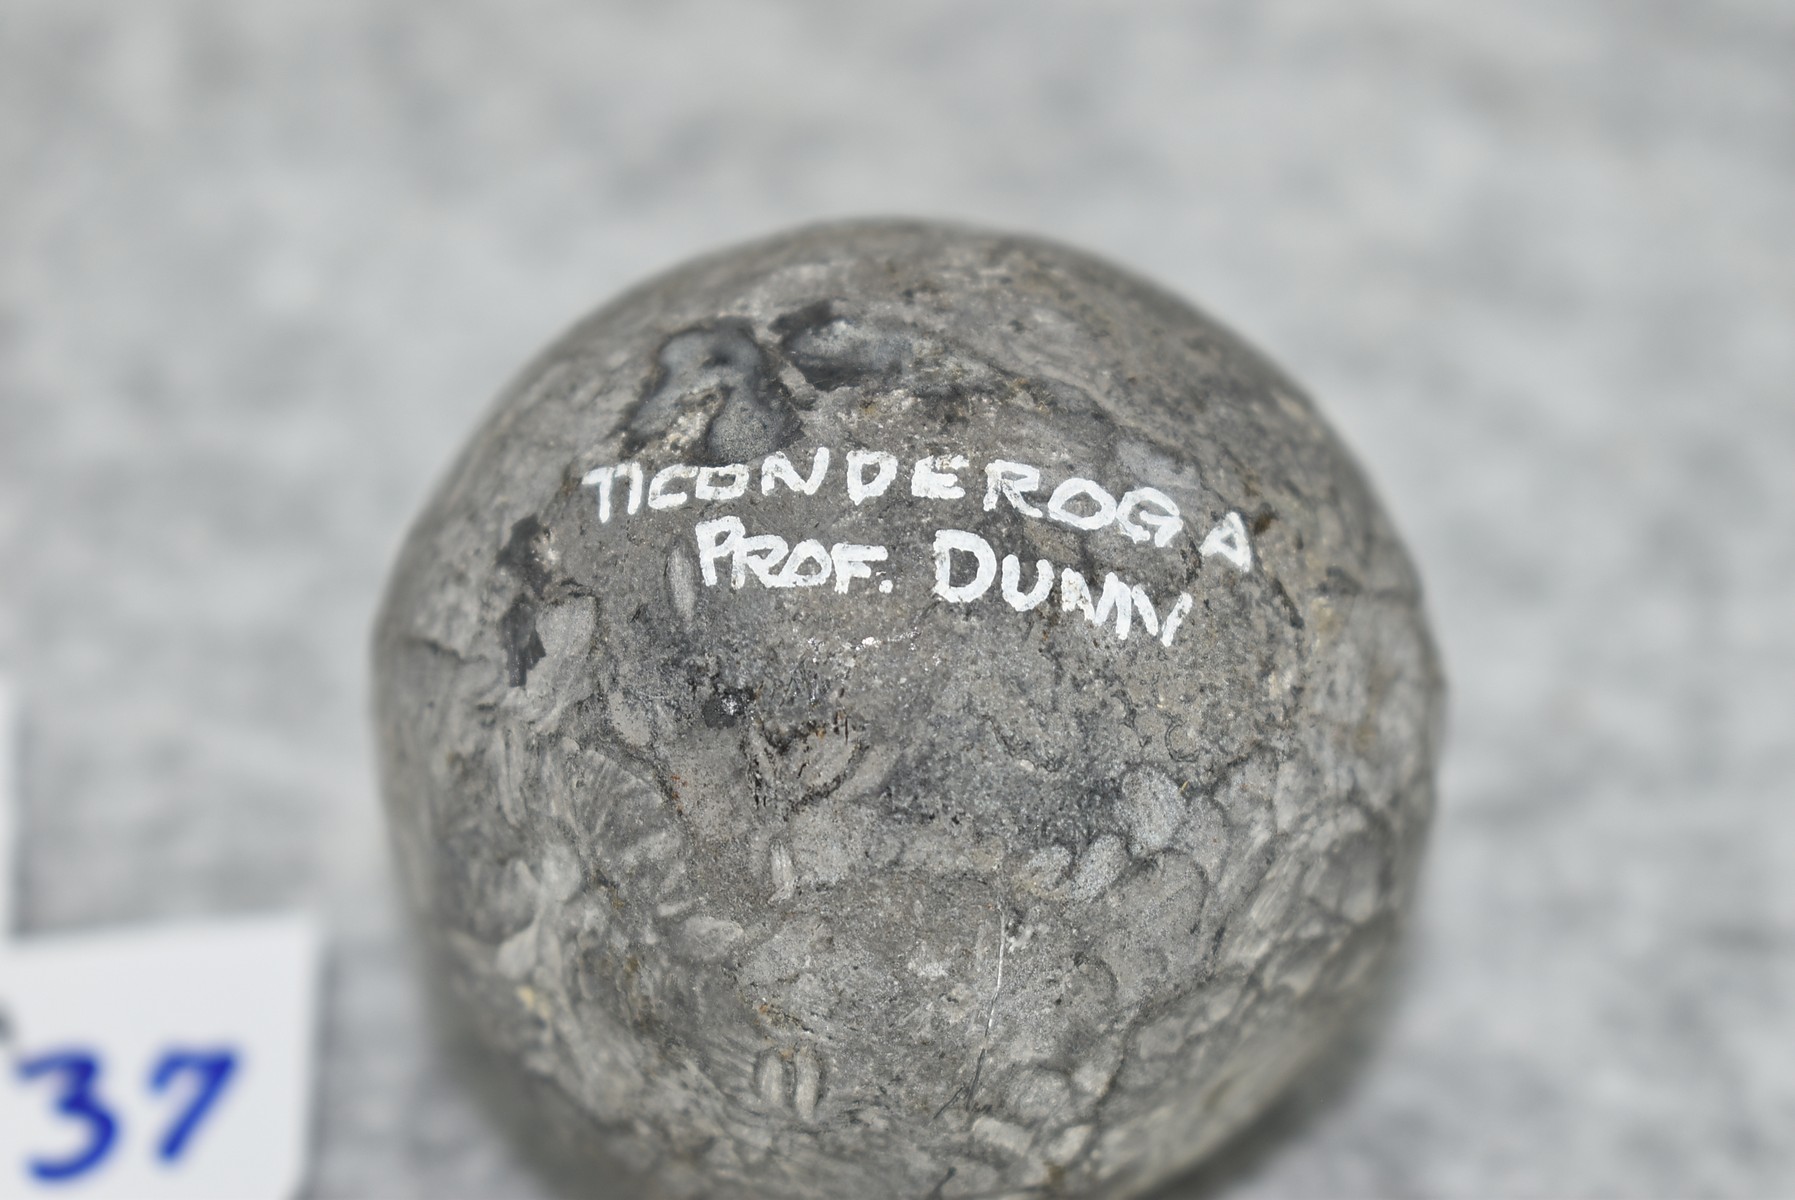 TICONDEROGA
PROF. DUNN
37